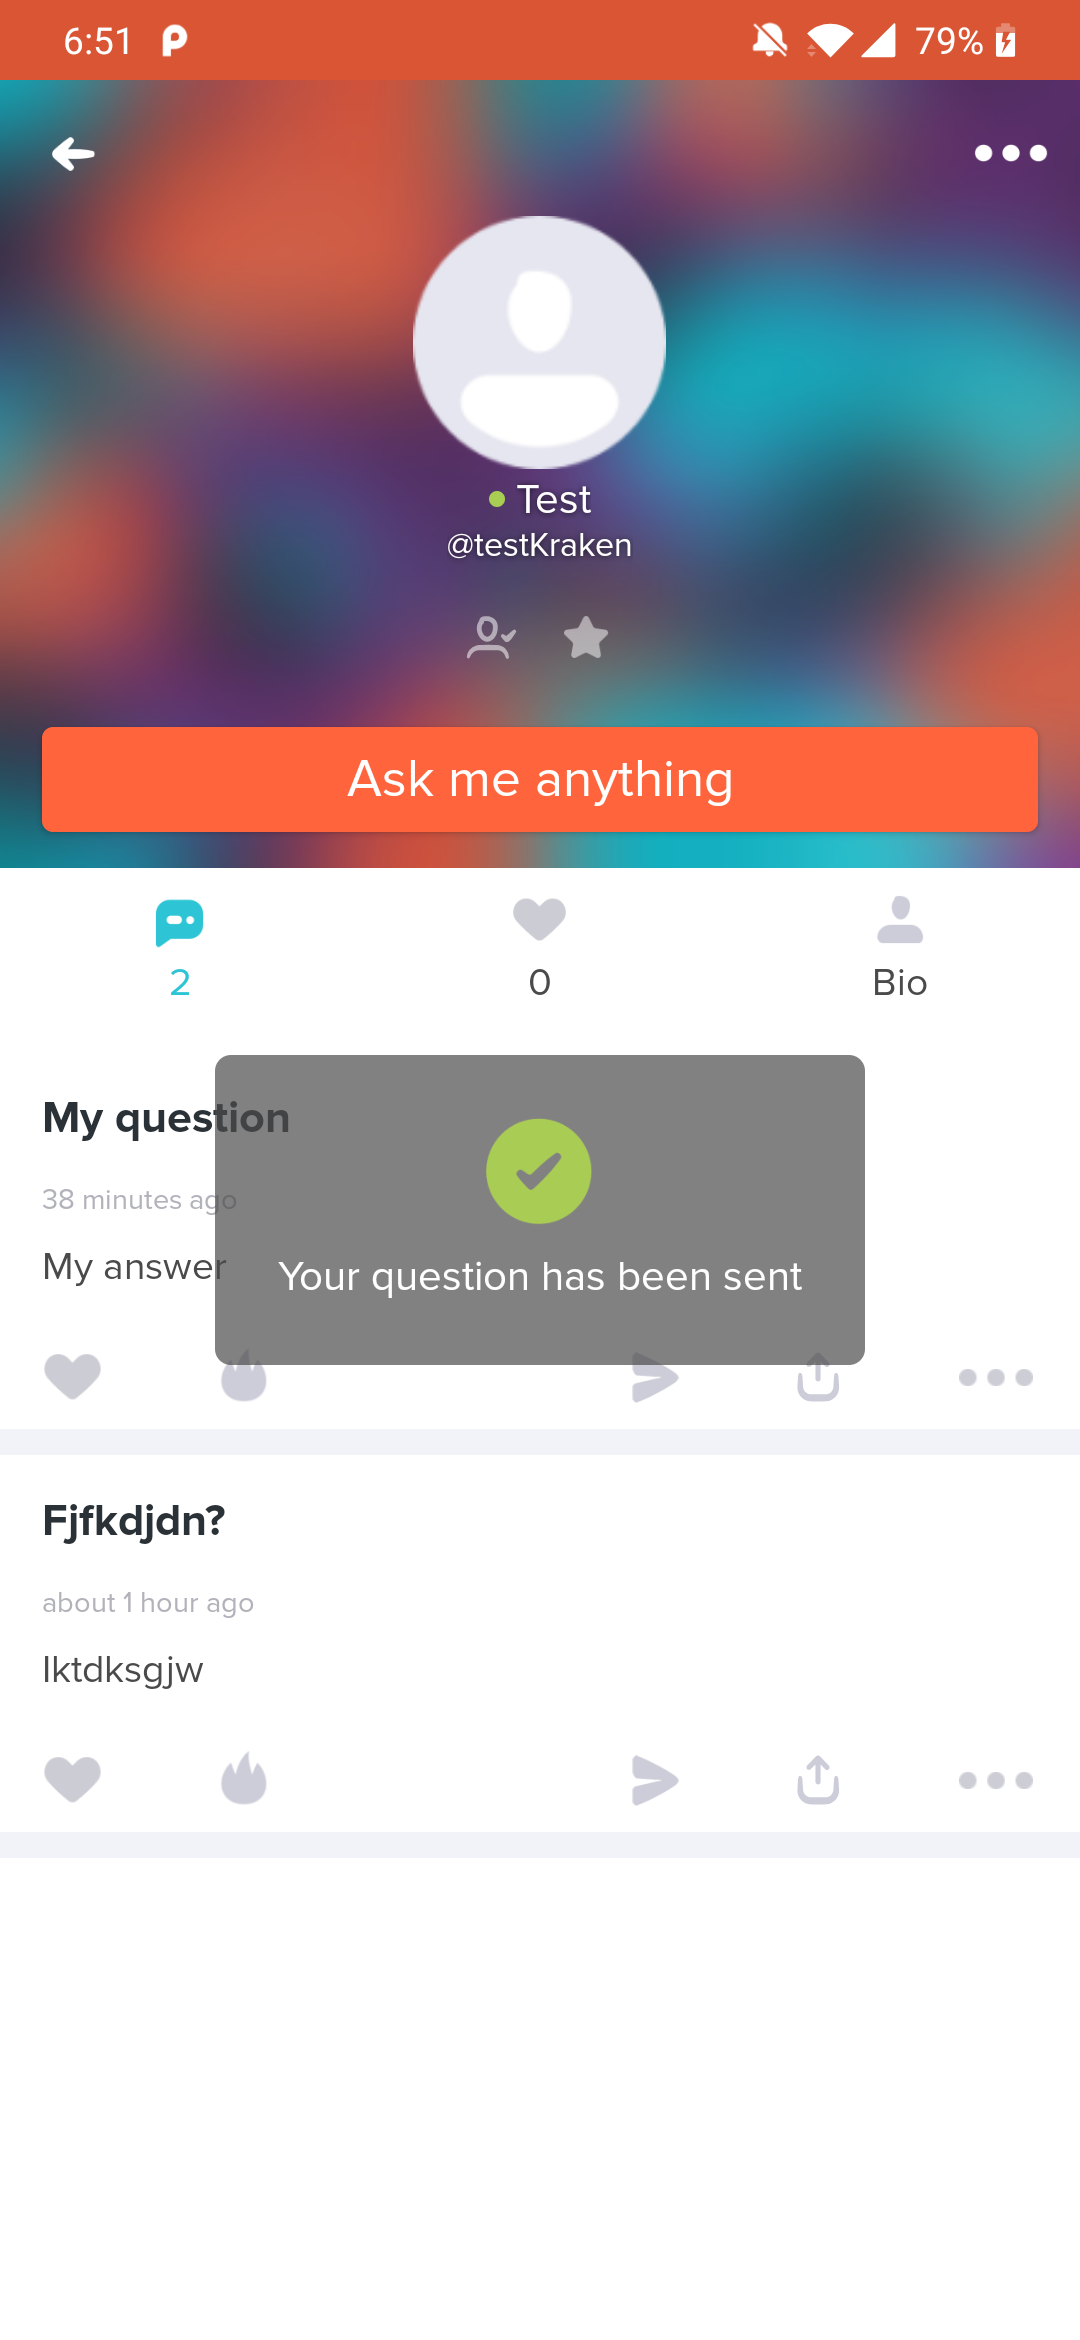 6:51
79%
Test
@testKraken
Ask me anything
2
0
Bio
My question
38 minutes ago
My answer
Your question has been sent
Fjfkdjdn?
about 1 hour ago
Iktdksgjw